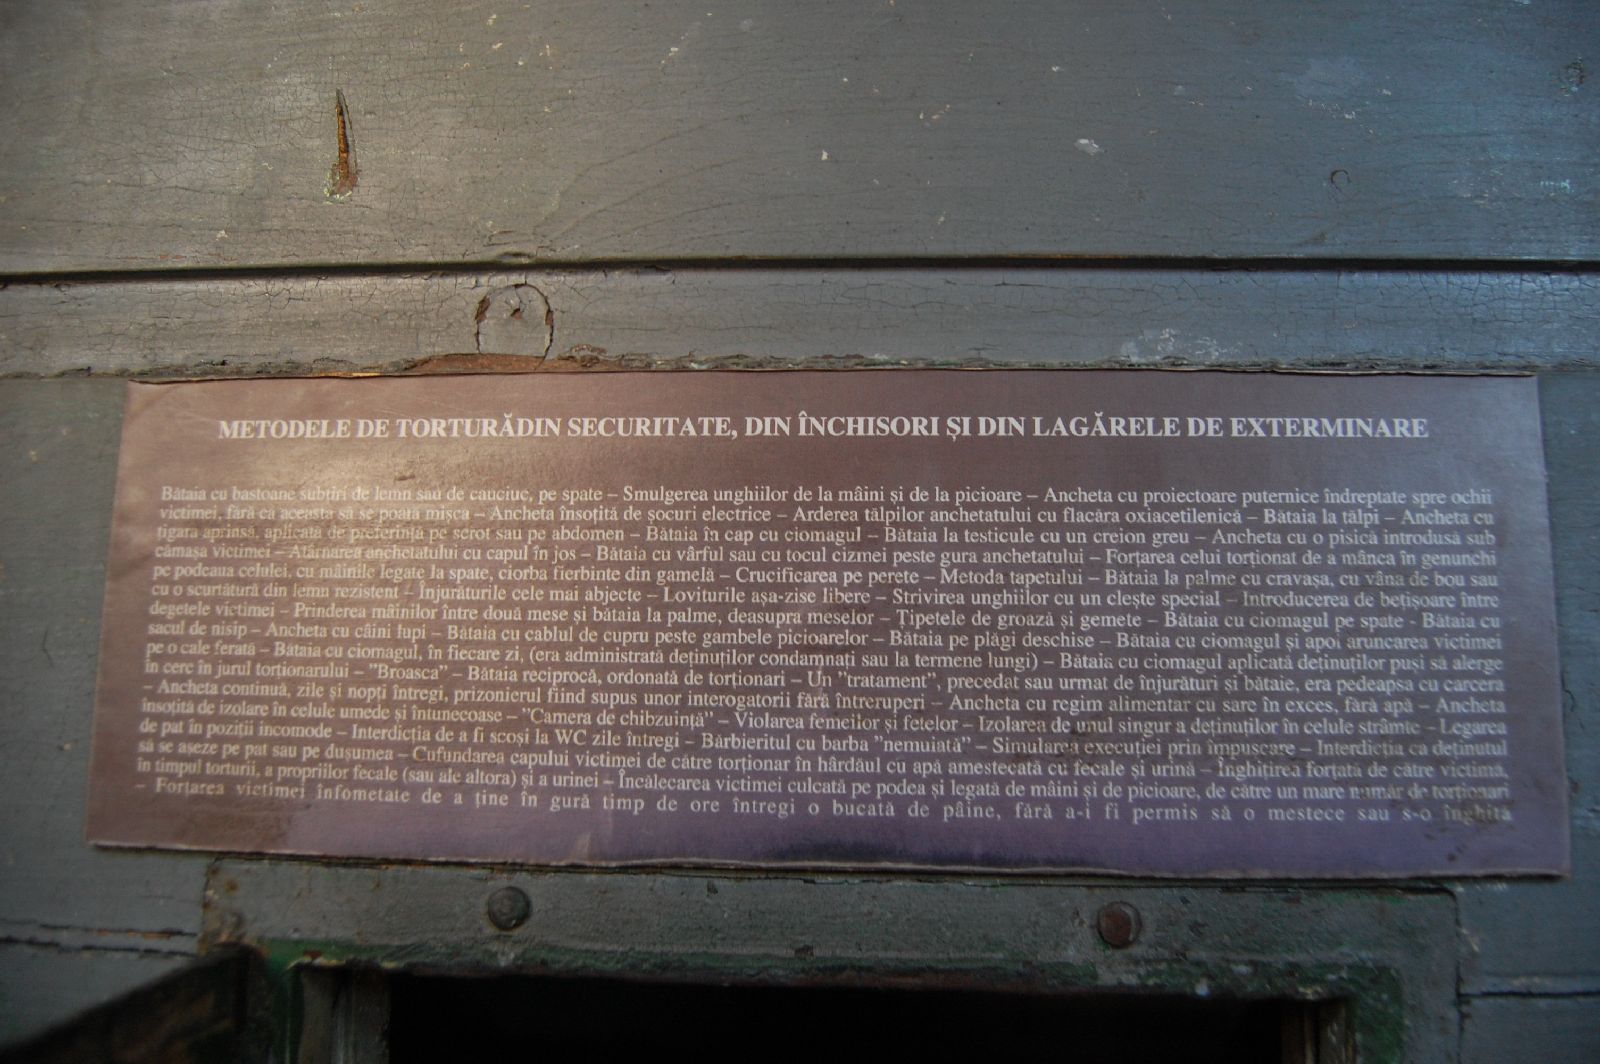 METODELE DE TORTURĂDIN SECURITATE, DIN ÎNCHISORI ȘI DIN LAGĂRELE DE EXTERMINARE
Bătaia cu bastoane subțiri de lemn sau de cauciuc, pe spate – Smulgerea unghiilor de la mâini și de la picioare – Ancheta cu proiectoare puternice îndreptate spre ochii
victimei, fără ca aceasta să se poată mișca – Ancheta însoțită de șocuri electrice – Arderea tălpilor anchetatului cu flacăra oxiacetilenică – Bătaia la tălpi – Ancheta cu
țigara aprinsă, aplicată de preferință pe scrot sau pe abdomen – Bătaia în cap cu ciomagul – Bătaia la testicule cu un creion greu – Ancheta cu o pisică introdusă sub
cămașa victimei – Atârnarea anchetatului cu capul în jos – Bătaia cu vârful sau cu tocul cizmei peste gura anchetatului – Forțarea celui torționat de a mânca în genunchi
pe podeaua celulei, cu mâinile legate la spate, ciorba fierbinte din gamelă – Crucificarea pe perete – Metoda tapetului – Bătaia la palme cu cravașa, cu vâna de bou sau
cu o scurtătură din lemn rezistent – Înjurăturile cele mai abjecte – Loviturile așa-zise libere – Strivirea unghiilor cu un clește special – Introducerea de bețișoare între
degetele victimei – Prinderea mâinilor între două mese și bătaia la palme, deasupra meselor – Țipetele de groază și gemete – Bătaia cu ciomagul pe spate - Bătaia cu
sacul de nisip – Ancheta cu câini lupi – Bătaia cu cablul de cupru peste gambele picioarelor – Bătaia pe plăgi deschise – Bătaia cu ciomagul și apoi aruncarea victimei
pe o cale ferată – Bătaia cu ciomagul, în fiecare zi, (era administrată deținuților condamnați sau la termene lungi) – Bătaia cu ciomagul aplicată deținuților puși să alerge
în cerc în jurul torționarului – ”Broasca” – Bătaia reciprocă, ordonată de torționari – Un ”tratament”, precedat sau urmat de înjurături și bătaie, era pedeapsa cu carcera
– Ancheta continuă, zile și nopți întregi, prizonierul fiind supus unor interogatorii fără întreruperi – Ancheta cu regim alimentar cu sare în exces, fără apă – Ancheta
însoțită de izolare în celule umede și întunecoase – ”Camera de chibzuință” – Violarea femeilor și fetelor – Izolarea de unul singur a deținuților în celule strâmte – Legarea
de pat în poziții incomode – Interdicția de a fi scoși la WC zile întregi – Bărbieritul cu barba ”nemuiată” – Simularea execuției prin împușcare – Interdicția ca deținutul
să se așeze pe pat sau pe dușumea – Cufundarea capului victimei de către torționar în hârdăul cu apă amestecată cu fecale și urină – Înghițirea forțată de către victima,
în timpul torturii, a propriilor fecale (sau ale altora) și a urinei – Încălecarea victimei culcată pe podea și legată de mâini și de picioare, de către un mare număr de torționari
– Forțarea victimei înfometate de a ține în gură timp de ore întregi o bucată de pâine, fără a-i fi permis să o mestece sau s-o înghită